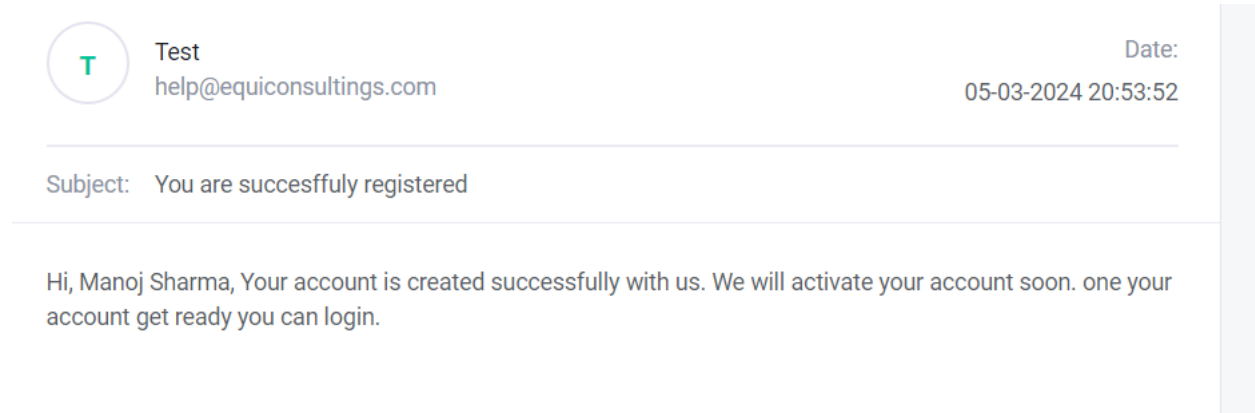 T
Test
help@equiconsultings.com
Date:
05-03-2024 20:53:52
Subject: You are succesffuly registered
Hi, Manoj Sharma, Your account is created successfully with us. We will activate your account soon. one your
account get ready you can login.